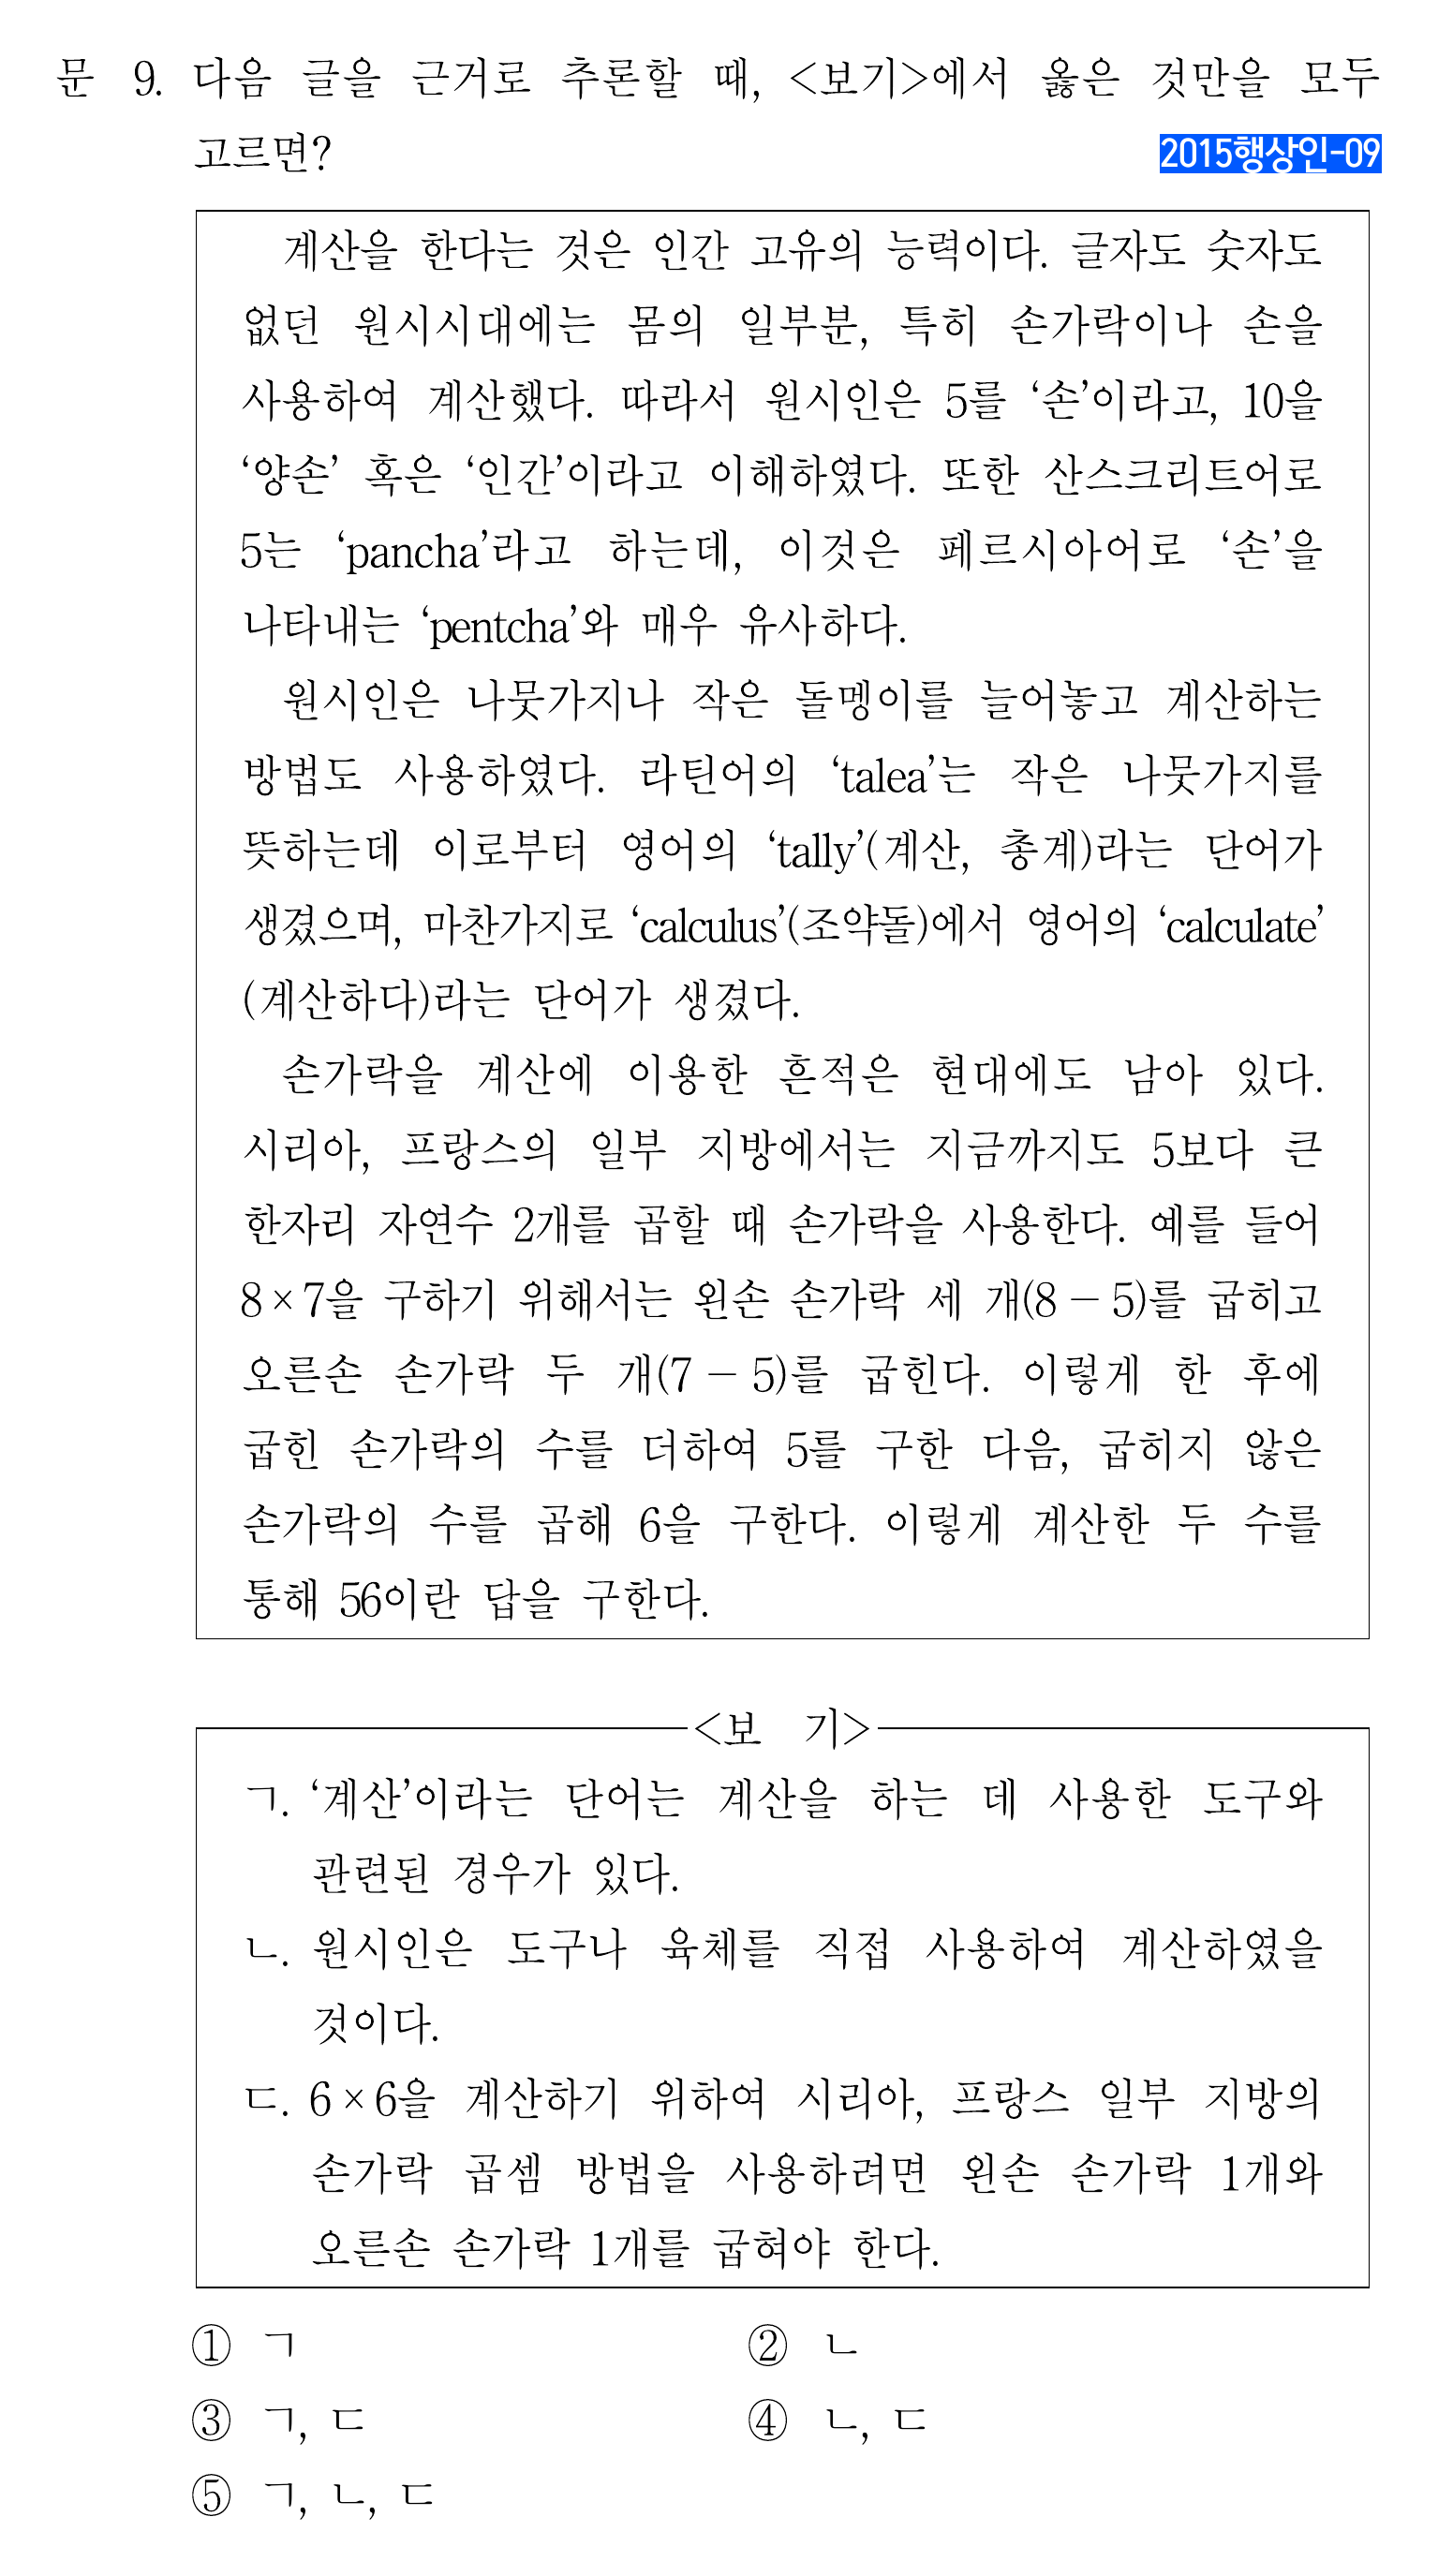 문 9. 다음 글을 근거로 추론할 때, <보기>에서 옳은 것만을 모두
고르면?
2015행상인-09
계산을 한다는 것은 인간 고유의 능력이다. 글자도 숫자도
없던 원시시대에는 몸의 일부분, 특히 손가락이나 손을
사용하여 계산했다. 따라서 원시인은 5를 ‘손’이라고, 10을
‘양손’ 혹은 ‘인간’이라고 이해하였다. 또한 산스크리트어로
5는 ‘pancha’라고 하는데, 이것은 페르시아어로 ‘손’을
나타내는 ‘pentcha’와 매우 유사하다.
원시인은 나뭇가지나 작은 돌멩이를 늘어놓고 계산하는
방법도 사용하였다. 라틴어의 ‘talea’는 작은 나뭇가지를
뜻하는데 이로부터 영어의 ‘tally’(계산, 총계)라는 단어가
생겼으며, 마찬가지로 ‘calculus’(조약돌)에서 영어의 ‘calculate’
(계산하다)라는 단어가 생겼다.
손가락을 계산에 이용한 흔적은 현대에도 남아 있다.
시리아, 프랑스의 일부 지방에서는 지금까지도 5보다 큰
한자리 자연수 2개를 곱할 때 손가락을 사용한다. 예를 들어
8×7을 구하기 위해서는 왼손 손가락 세 개(8 - 5)를 굽히고
오른손 손가락 두 개(7 - 5)를 굽힌다. 이렇게 한 후에
굽힌 손가락의 수를 더하여 5를 구한 다음, 굽히지 않은
손가락의 수를 곱해 6을 구한다. 이렇게 계산한 두 수를
통해 56이란 답을 구한다.
<보 기>
ㄱ. ‘계산’이라는 단어는 계산을 하는 데 사용한 도구와
관련된 경우가 있다.
ㄴ. 원시인은 도구나 육체를 직접 사용하여 계산하였을
것이다.
ㄷ. 6×6을 계산하기 위하여 시리아, 프랑스 일부 지방의
손가락 곱셈 방법을 사용하려면 왼손 손가락 1개와
오른손 손가락 1개를 굽혀야 한다.
① ㄱ ② ㄴ
③ ㄱ, ㄷ ④ ㄴ, ㄷ
⑤ ㄱ, ㄴ, ㄷ